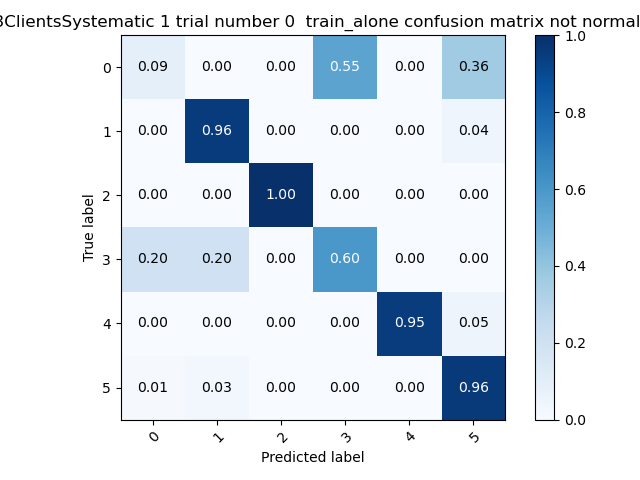 3ClientsSystematic 1 trial number 0 train_alone confusion matrix not normal
0 0.09 0.00 0.00 0.55 0.00 0.36
1 0.00 0.96 0.00 0.00 0.00 0.04
2 0.00 0.00 1.00 0.00 0.00 0.00
3 0.20 0.20 0.00 0.60 0.00 0.00
4 0.00 0.00 0.00 0.00 0.95 0.05
5 0.01 0.03 0.00 0.00 0.00 0.96
0 1 2 3 4 5
True label
Predicted label
1.0
0.8
0.6
0.4
0.2
0.0